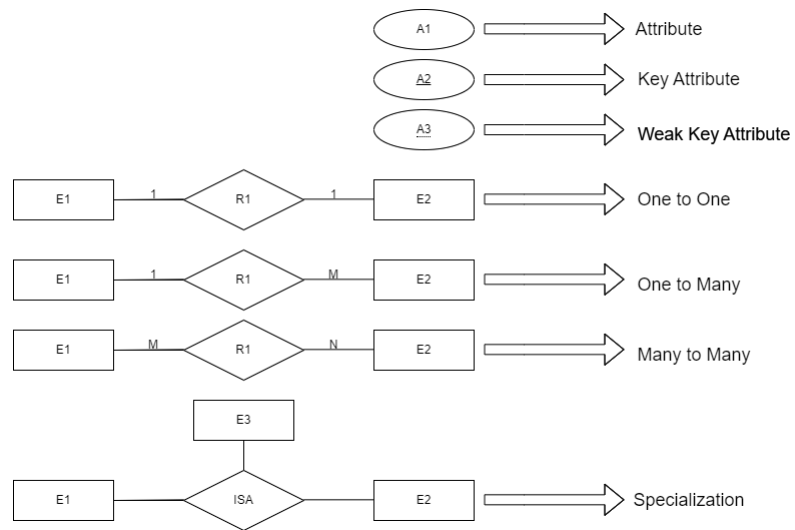 A1 Attribute
A2 Key Attribute
A3 Weak Key Attribute
E1 1 R1 1 E2 One to One
E1 1 R1 M E2 One to Many
E1 M R1 N E2 Many to Many
E3
E1 ISA E2 Specialization